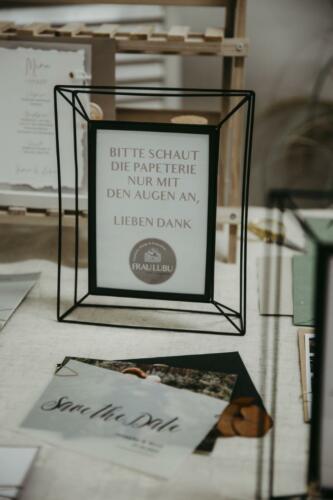 BITTE SCHAUT
DIE PAPETERIE
NUR MIT
DEN AUGEN AN,
LIEBEN DANK
FRAU LUBU
Save the Date